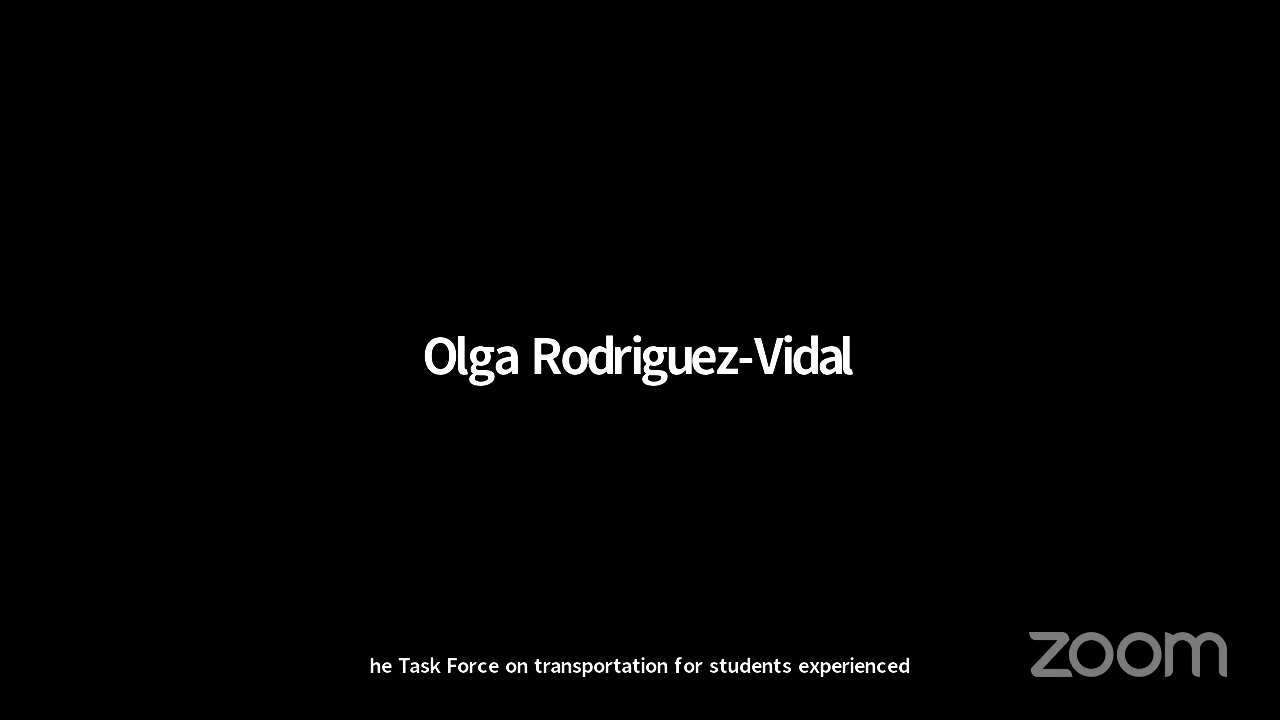 Olga Rodriguez-Vidal
he Task Force on transportation for students experienced
zoom